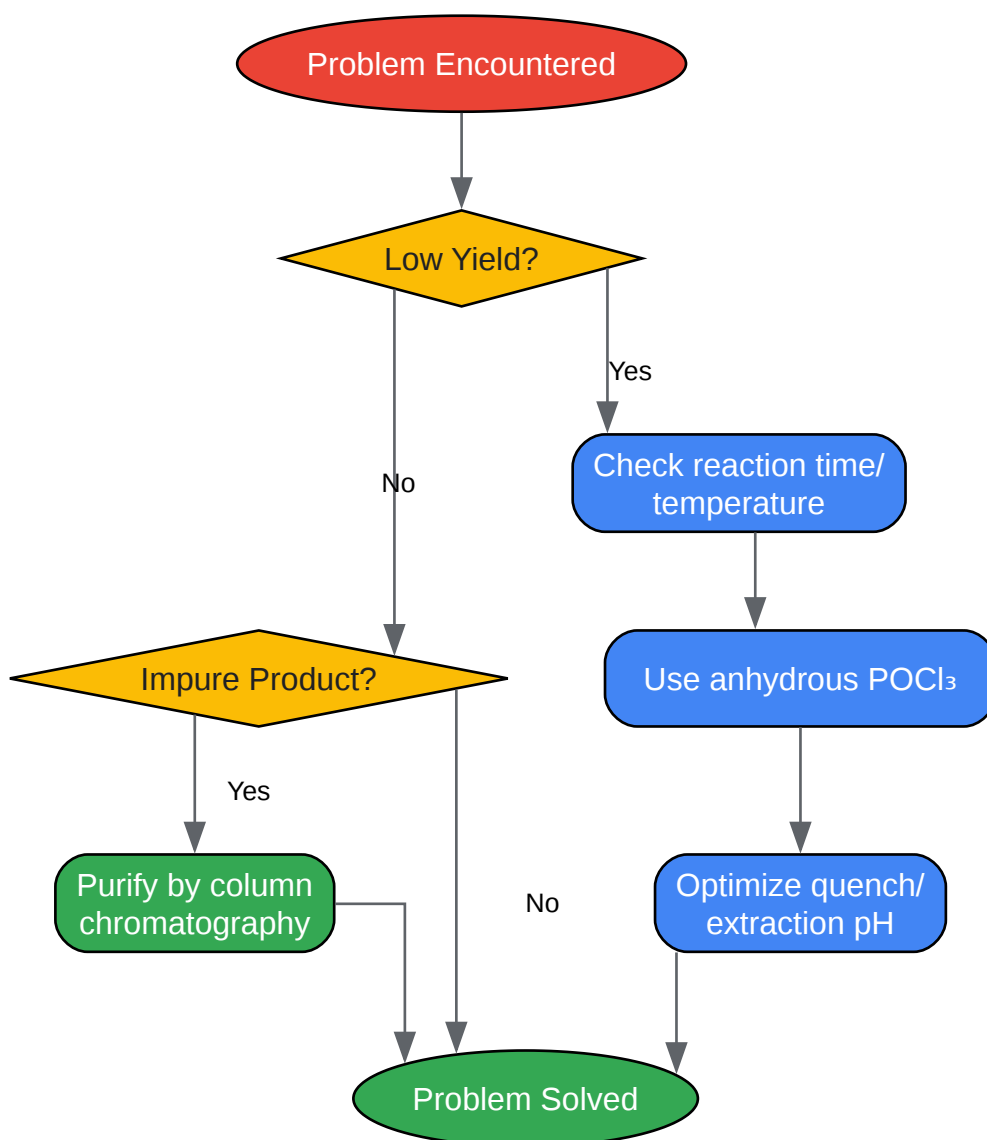 Problem Encountered
Low Yield?
Yes
Check reaction time/
temperature
No
Use anhydrous POCl₃
Impure Product?
Yes
Purify by column
chromatography
No
Optimize quench/
extraction pH
Problem Solved